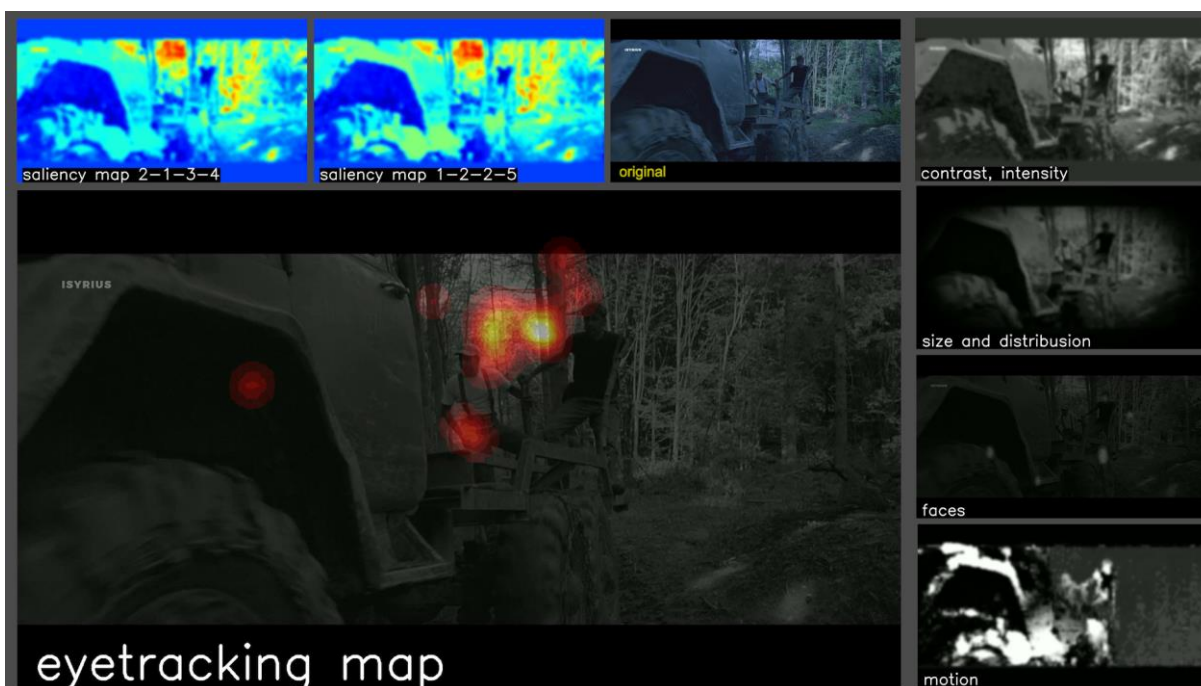 saliency map 2-1-3-4
saliency map 1-2-2-5
original
contrast, intensity
ISYRIUS
size and distribusion
faces
eyetracking map
motion